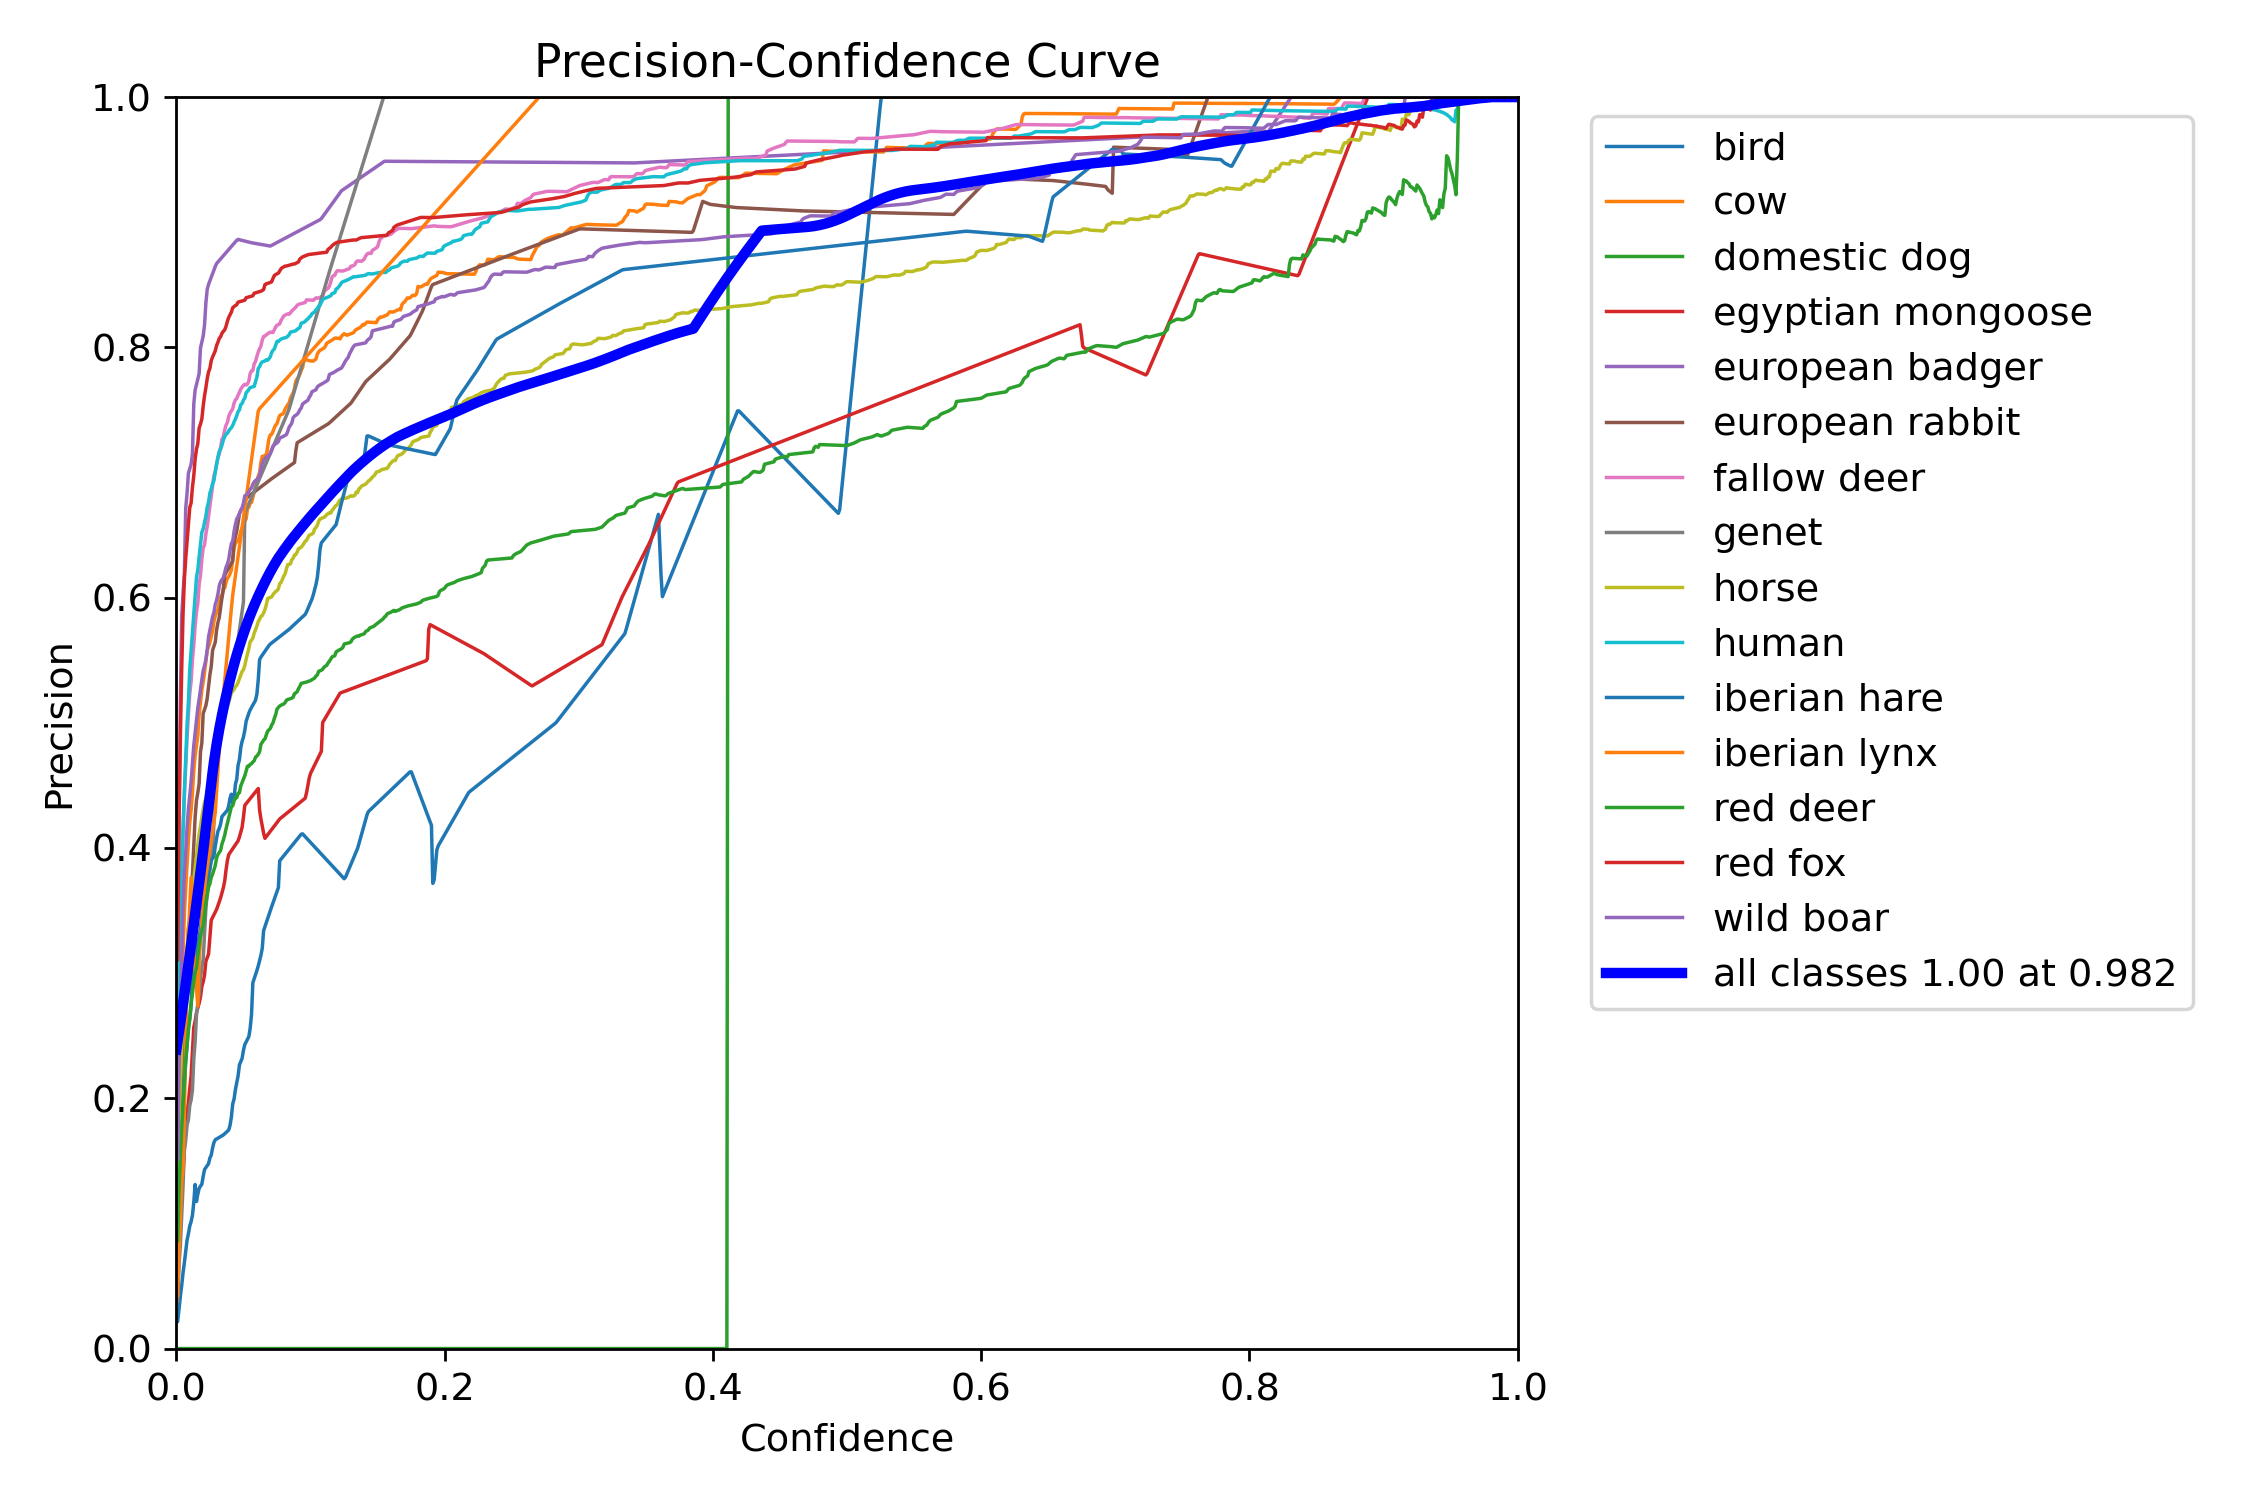 Precision-Confidence Curve
1.0
0.8
0.6
0.4
0.2
0.0
Precision
0.0 0.2 0.4 0.6 0.8 1.0
Confidence
bird
cow
domestic dog
egyptian mongoose
european badger
european rabbit
fallow deer
genet
horse
human
iberian hare
iberian lynx
red deer
red fox
wild boar
all classes 1.00 at 0.982